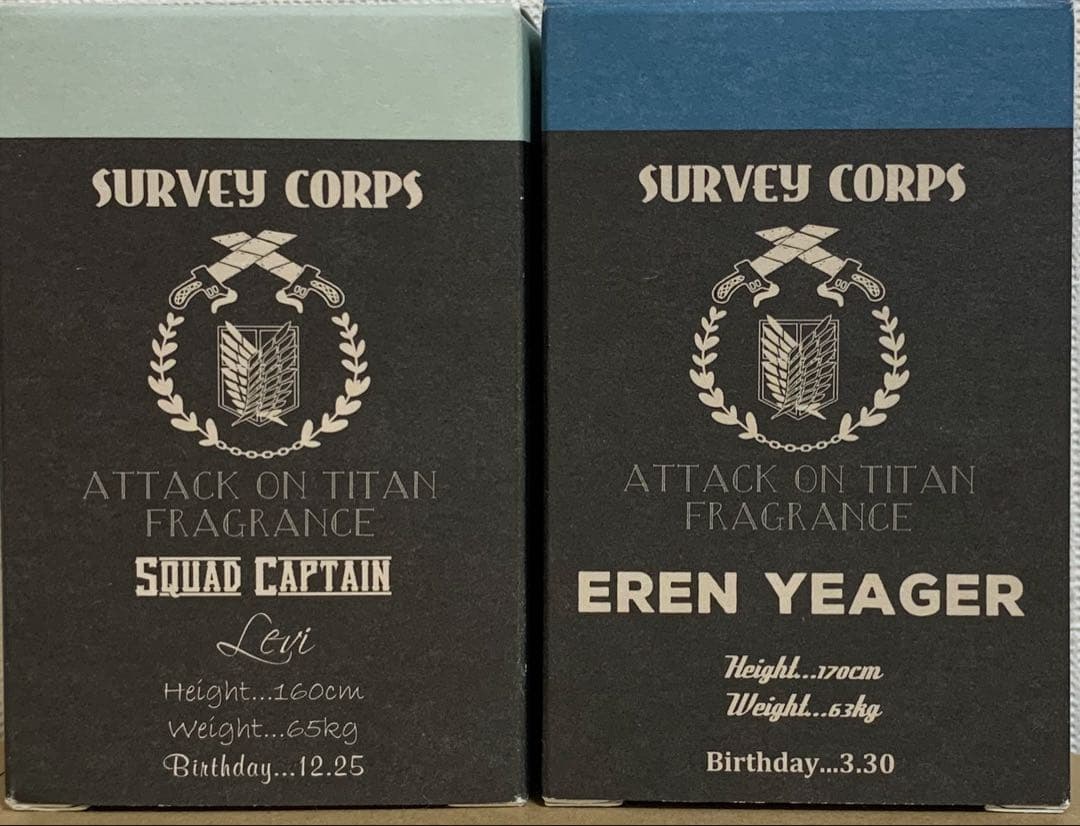 SURVEY CORPS
ATTACK ON TITAN
FRAGRANCE
SQUAD CAPTAIN
Levi
Height...160cm
Weight...65kg
Birthday...12.25
SURVEY CORPS
ATTACK ON TITAN
FRAGRANCE
EREN YEAGER
Height...170cm
Weight...63kg
Birthday...3.30